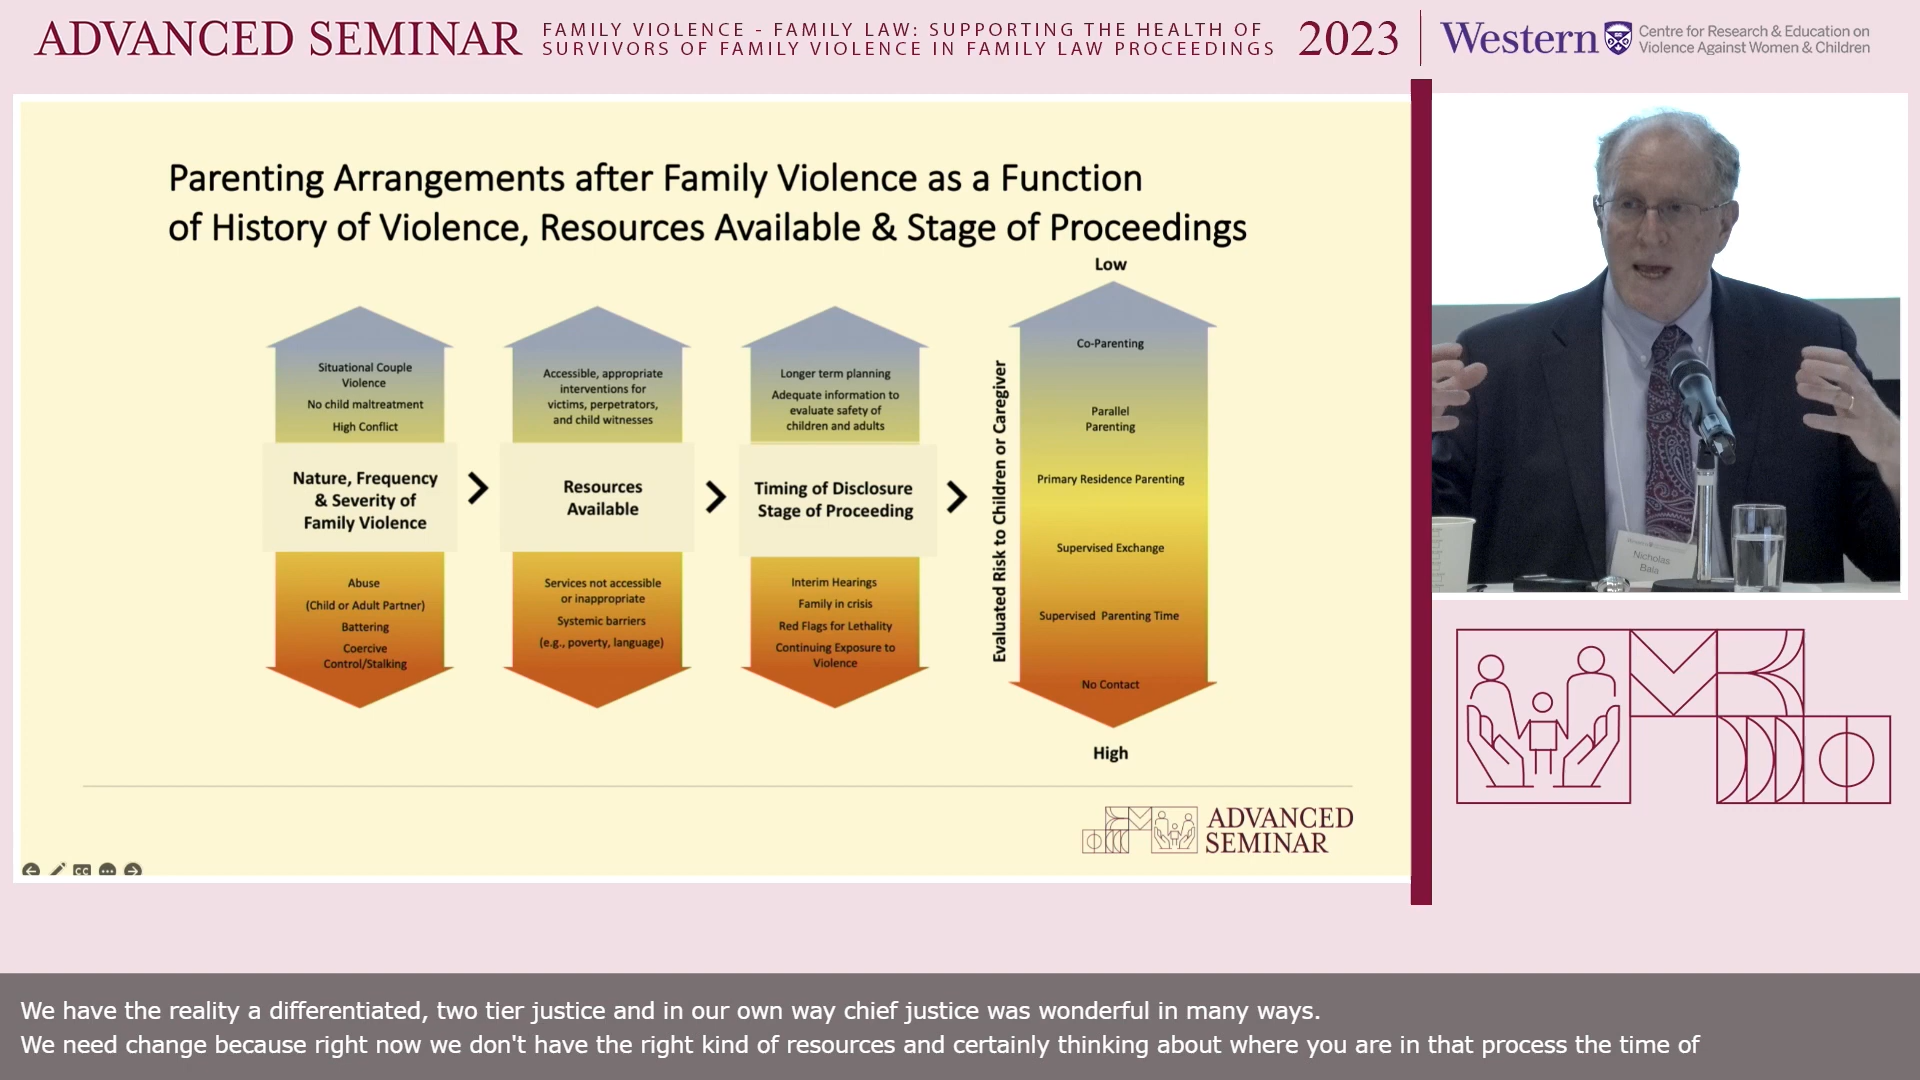 ADVANCED SEMINAR
FAMILY VIOLENCE - FAMILY LAW: SUPPORTING THE HEALTH OF
SURVIVORS OF FAMILY VIOLENCE IN FAMILY LAW PROCEEDINGS
2023
Western
Centre for Research & Education on
Violence Against Women & Children
Parenting Arrangements after Family Violence as a Function
of History of Violence, Resources Available & Stage of Proceedings
Situational Couple
Violence
No child maltreatment
High Conflict
Nature, Frequency
& Severity of
Family Violence
Abuse
(Child or Adult Partner)
Battering
Coercive
Control/Stalking
Accessible, appropriate
interventions for
victims, perpetrators,
and child witnesses
Resources
Available
Services not accessible
or inappropriate
Systemic barriers
(e.g., poverty, language)
Longer term planning
Adequate information to
evaluate safety of
children and adults
Timing of Disclosure
Stage of Proceeding
Interim Hearings
Family in crisis
Red Flags for Lethality
Continuing Exposure to
Violence
Evaluated Risk to Children or Caregiver
Low
Co-Parenting
Parallel
Parenting
Primary Residence Parenting
Supervised Exchange
Supervised Parenting Time
No Contact
High
ADVANCED
SEMINAR
CC
Nicholas
Bala
We have the reality a differentiated, two tier justice and in our own way chief justice was wonderful in many ways.
We need change because right now we don't have the right kind of resources and certainly thinking about where you are in that process the time of